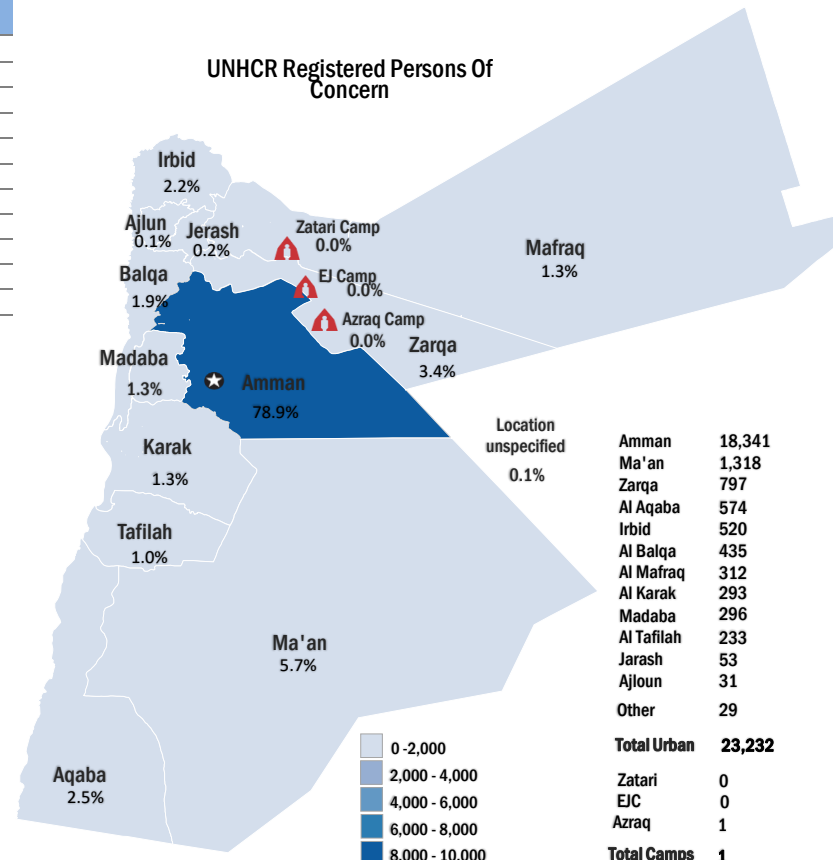 UNHCR Registered Persons Of
Concern
Irbid
2.2%
Ajlun
0.1%
Jerash
0.2%
Zatari Camp
0.0%
Mafraq
1.3%
Balqa
1.9%
EJ Camp
0.0%
Azraq Camp
0.0%
Zarqa
3.4%
Madaba
1.3%
Amman
78.9%
Location
unspecified
0.1%
Karak
1.3%
Tafilah
1.0%
Ma'an
5.7%
Aqaba
2.5%
0 -2,000
2,000 - 4,000
4,000 - 6,000
6,000 - 8,000
8,000 - 10,000
Amman 18,341
Ma'an 1,318
Zarqa 797
Al Aqaba 574
Irbid 520
Al Balqa 435
Al Mafraq 312
Al Karak 293
Madaba 296
Al Tafilah 233
Jarash 53
Ajloun 31
Other 29
Total Urban 23,232
Zatari 0
EJC 0
Azraq 1
Total Camps 1